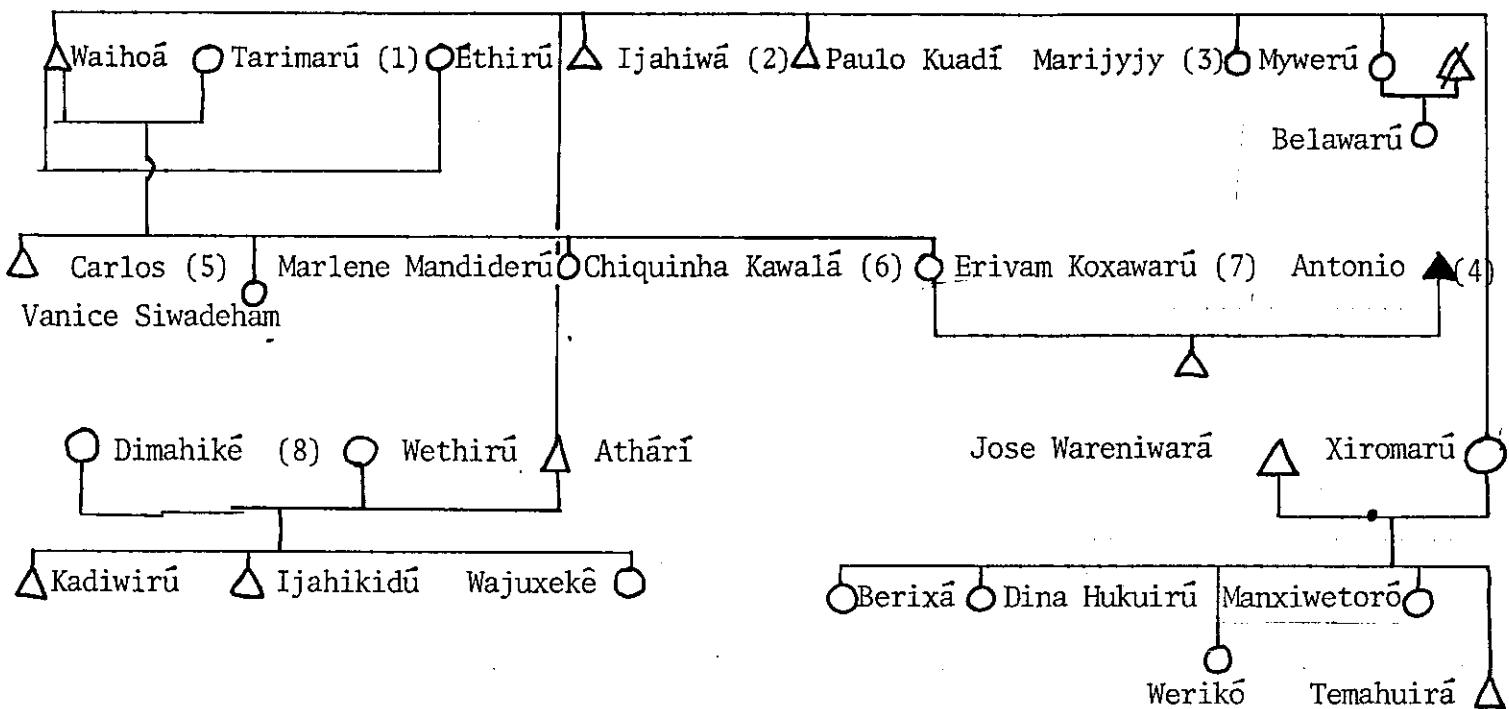 Waihoá Tarimarú (1) Ethirú Ijahiwá (2) Paulo Kuadí Marijyjy (3) Mywerú
Belawarú
Carlos (5) Marlene Mandiderú Chiquinha Kawalá (6) Erivam Koxawarú (7) Antonio (4)
Vanice Siwadeham
Dimahiké (8) Wethirú Athárí Jose Wareniwará Xiromarú
Kadiwirú Ijahikidú Wajuxekê Berixá Dina Hukuirú Manxiwetoró
Werikó Temahuirá